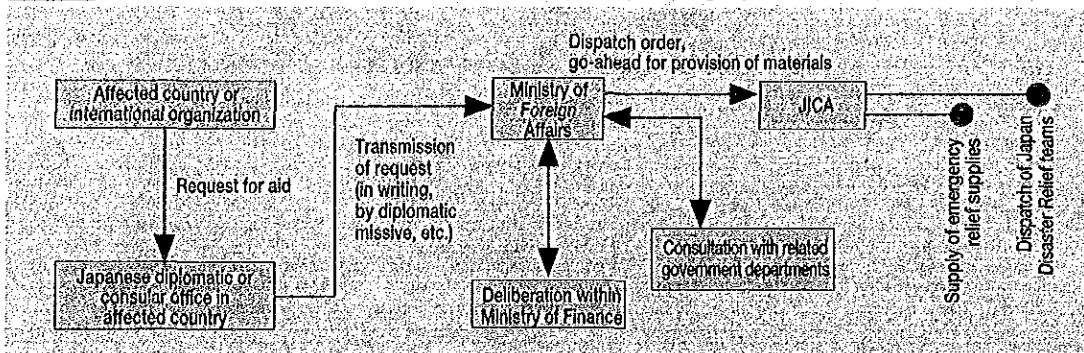 Affected country or
international organization
Request for aid
Japanese diplomatic or
consular office in
affected country
Transmission
of request
(in writing,
by diplomatic
missive, etc.)
Ministry of
Foreign
Affairs
Deliberation within
Ministry of Finance
Consultation with related
government departments
Dispatch order,
go-ahead for provision of materials
JICA
Supply of emergency
relief supplies
Dispatch of Japan
Disaster Relief teams